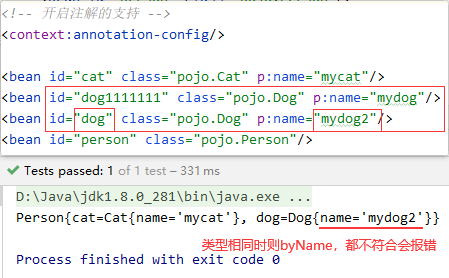 <!-- 开启注解的支持 -->
<context:annotation-config/>
<bean id="cat" class="pojo.Cat" p:name="mycat"/>
<bean id="dog1111111" class="pojo.Dog" p:name="mydog"/>
<bean id="dog" class="pojo.Dog" p:name="mydog2"/>
<bean id="person" class="pojo.Person"/>
Tests passed: 1 of 1 test – 331 ms
D:\Java\jdk1.8.0_281\bin\java.exe ...
Person{cat=Cat{name='mycat'}, dog=Dog{name='mydog2'}}
类型相同时则byName，都不符合会报错
Process finished with exit code 0